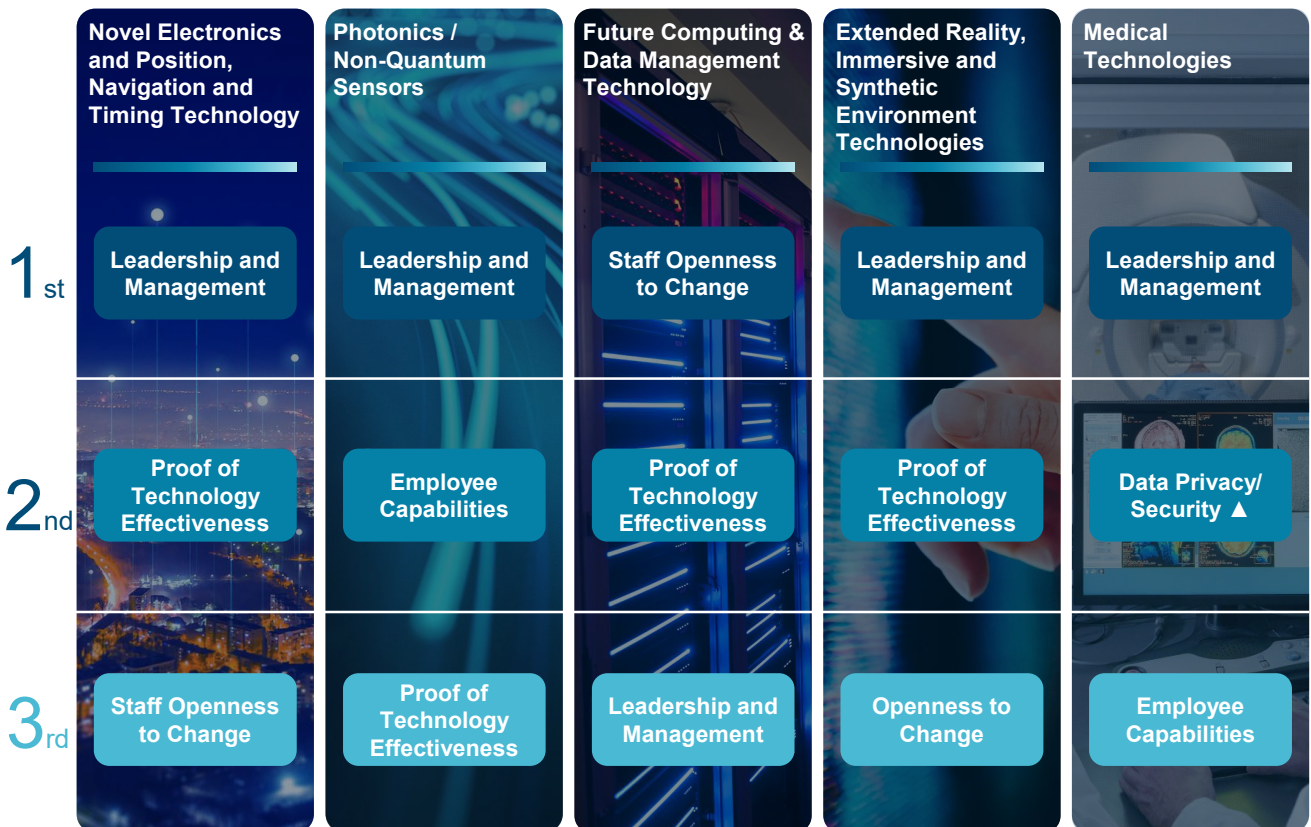 Novel Electronics
and Position,
Navigation and
Timing Technology
Photonics /
Non-Quantum
Sensors
Future Computing &
Data Management
Technology
Extended Reality,
Immersive and
Synthetic
Environment
Technologies
Medical
Technologies
1st
Leadership and
Management
Leadership and
Management
Staff Openness
to Change
Leadership and
Management
Leadership and
Management
2nd
Proof of
Technology
Effectiveness
Employee
Capabilities
Proof of
Technology
Effectiveness
Proof of
Technology
Effectiveness
Data Privacy/
Security ▲
3rd
Staff Openness
to Change
Proof of
Technology
Effectiveness
Leadership and
Management
Openness to
Change
Employee
Capabilities